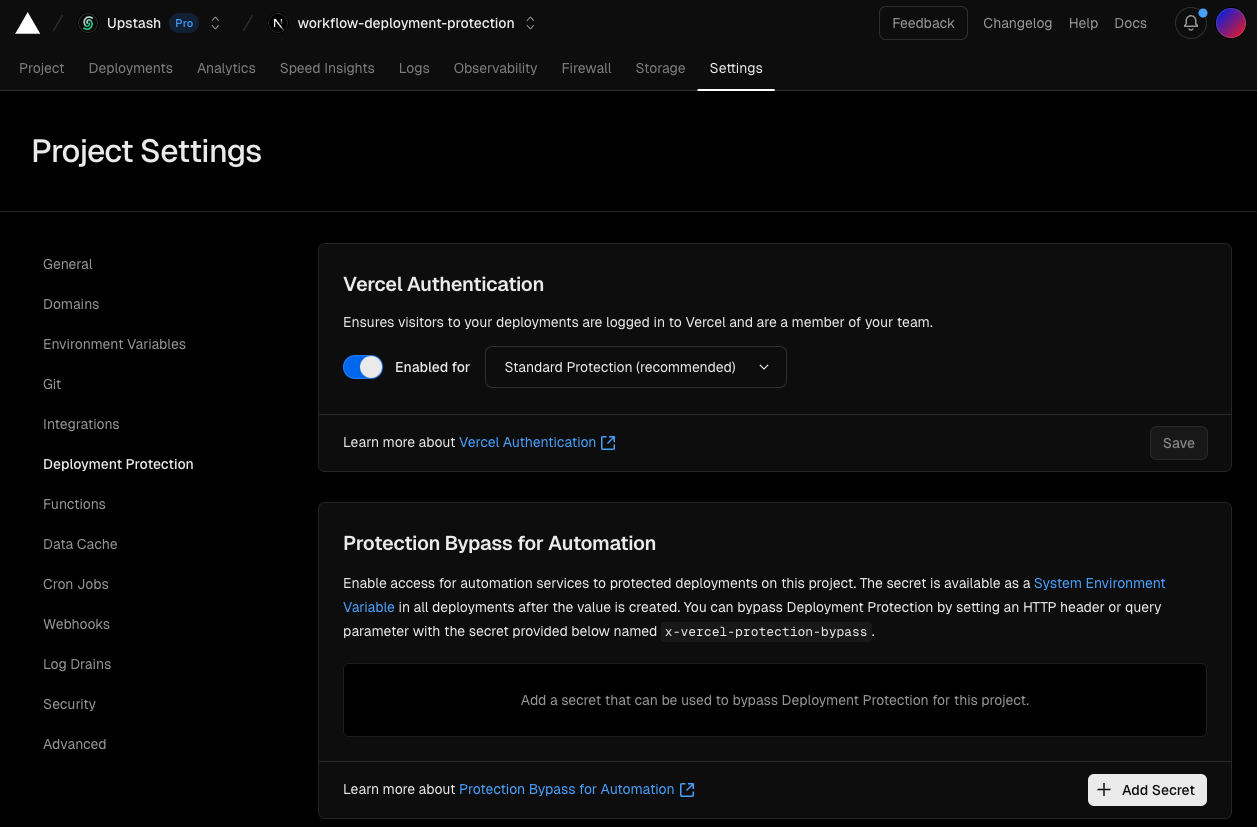 Upstash Pro
N workflow-deployment-protection
Feedback Changelog Help Docs
Project Deployments Analytics Speed Insights Logs Observability Firewall Storage Settings
Project Settings
General
Domains
Environment Variables
Git
Integrations
Deployment Protection
Functions
Data Cache
Cron Jobs
Webhooks
Log Drains
Security
Advanced
Vercel Authentication
Ensures visitors to your deployments are logged in to Vercel and are a member of your team.
Enabled for Standard Protection (recommended)
Learn more about Vercel Authentication
Save
Protection Bypass for Automation
Enable access for automation services to protected deployments on this project. The secret is available as a System Environment
Variable in all deployments after the value is created. You can bypass Deployment Protection by setting an HTTP header or query
parameter with the secret provided below named x-vercel-protection-bypass.
Add a secret that can be used to bypass Deployment Protection for this project.
Learn more about Protection Bypass for Automation
Add Secret